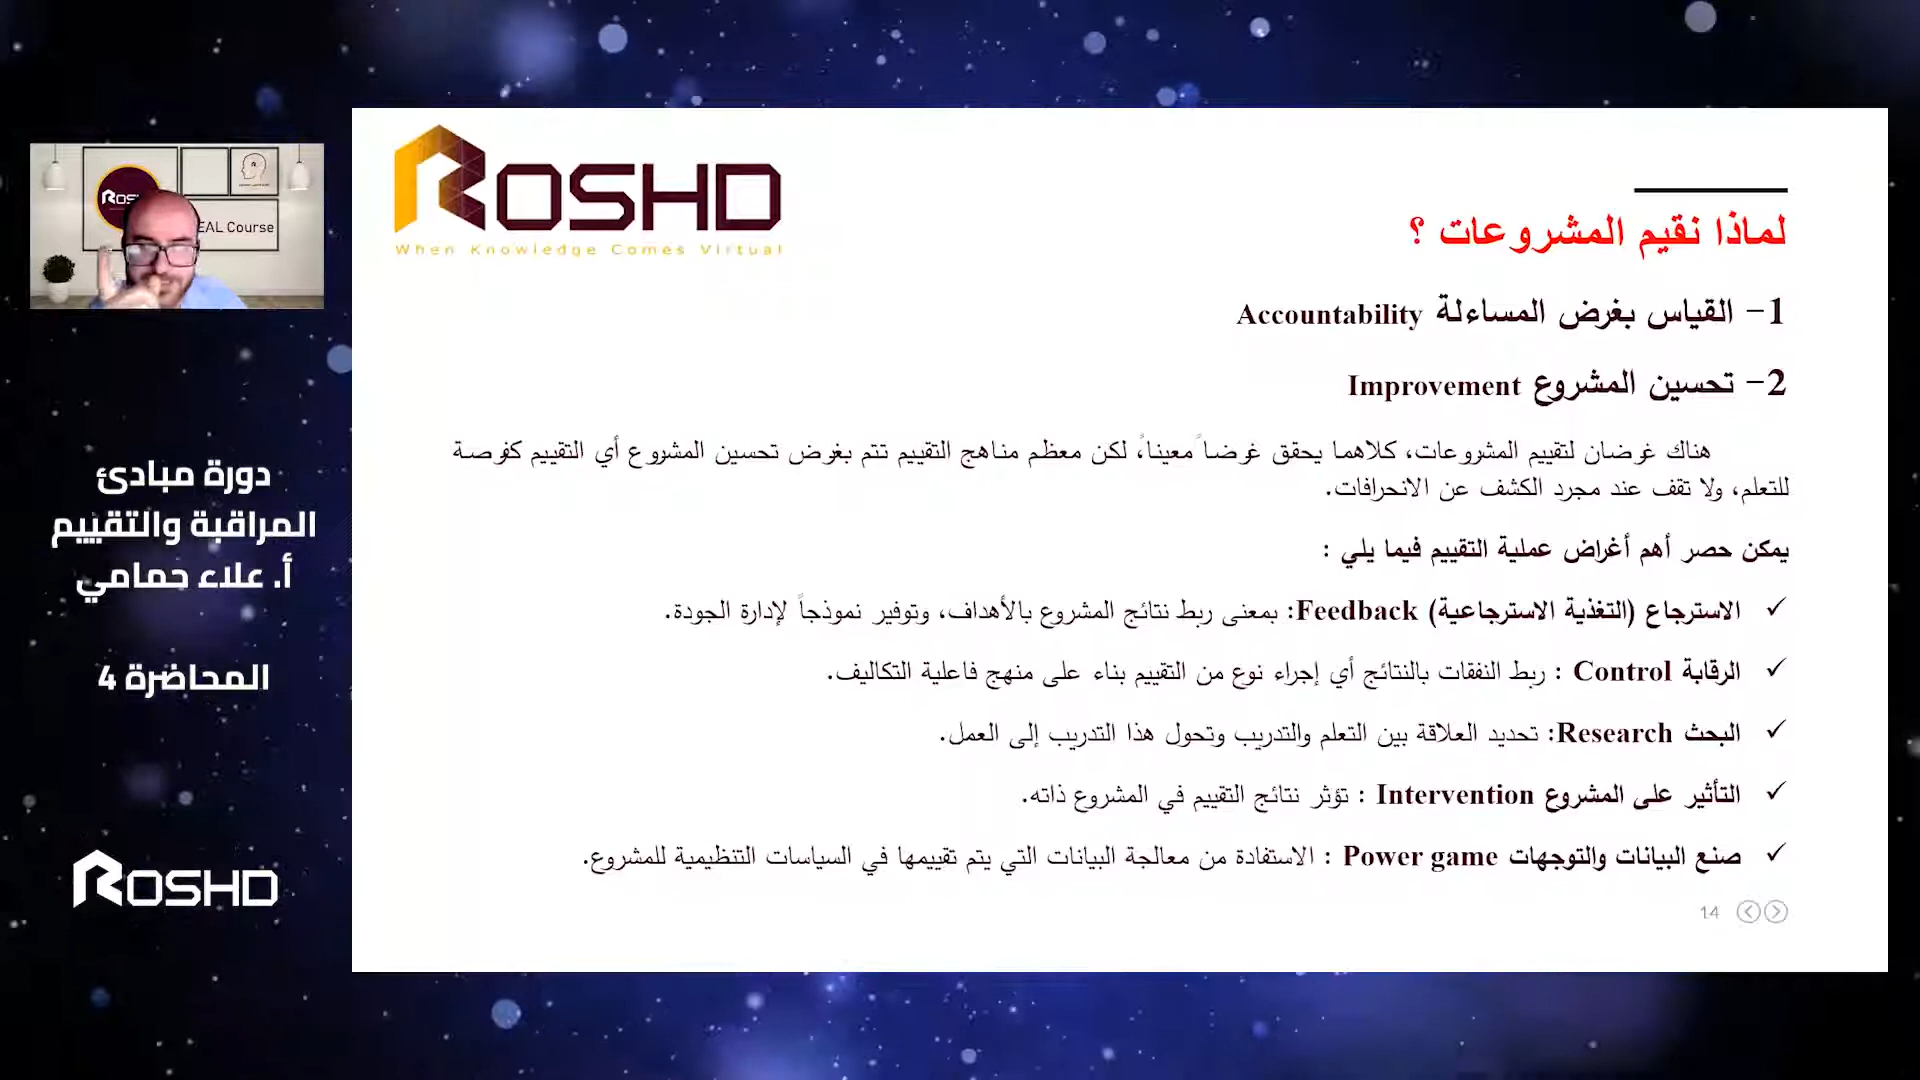 ROSHD
EAL Course
دورة مبادئ
المراقبة والتقييم
أ. علاء حمامي
المحاضرة 4
ROSHD
ROSHD
When Knowledge Comes Virtual
لماذا نقيم المشروعات ؟
1- القياس بغرض المساءلة Accountability
2- تحسين المشروع Improvement
هناك غرضان لتقييم المشروعات، كلاهما يحقق غرضاً معيناً، لكن معظم مناهج التقييم تتم بغرض تحسين المشروع أي التقييم كفرصة
للتعلم، ولا تقف عند مجرد الكشف عن الانحرافات.
يمكن حصر أهم أغراض عملية التقييم فيما يلي :
✓ الاسترجاع (التغذية الاسترجاعية) Feedback: بمعنى ربط نتائج المشروع بالأهداف، وتوفير نموذجاً لإدارة الجودة.
✓ الرقابة Control : ربط النفقات بالنتائج أي إجراء نوع من التقييم بناء على منهج فاعلية التكاليف.
✓ البحث Research: تحديد العلاقة بين التعلم والتدريب وتحول هذا التدريب إلى العمل.
✓ التأثير على المشروع Intervention : تؤثر نتائج التقييم في المشروع ذاته.
✓ صنع البيانات والتوجهات Power game : الاستفادة من معالجة البيانات التي يتم تقييمها في السياسات التنظيمية للمشروع.
14